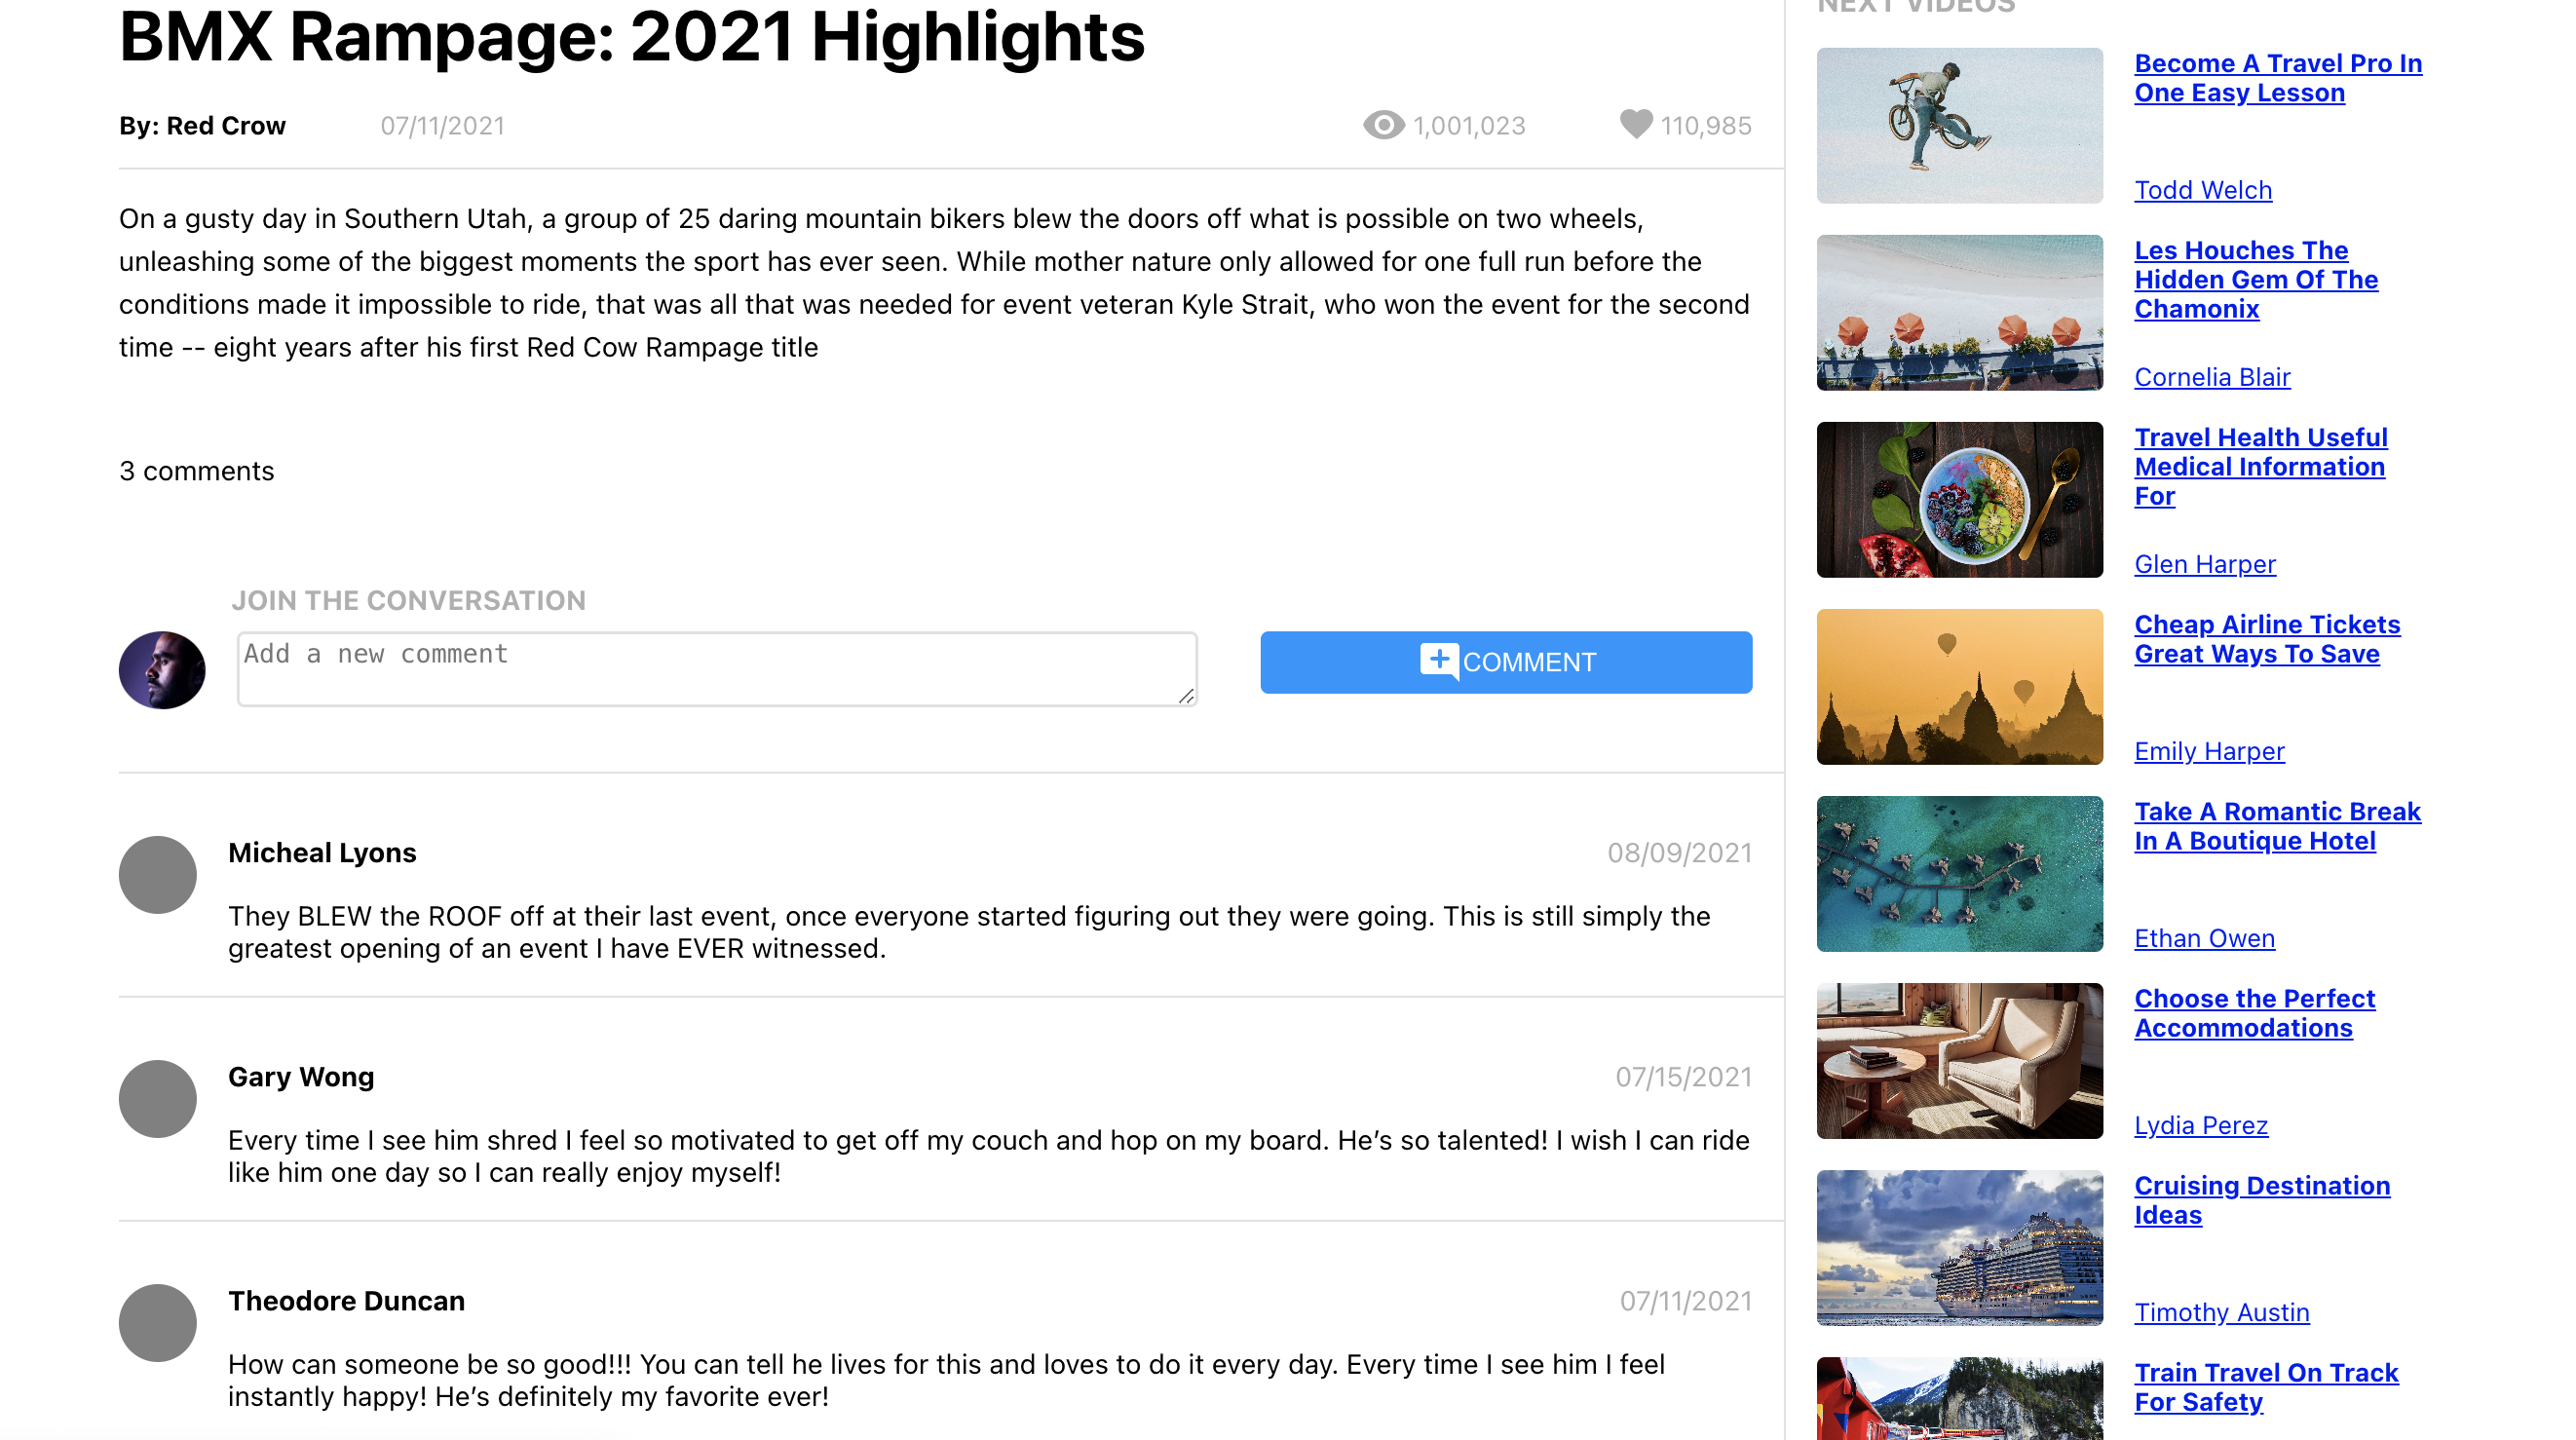 BMX Rampage: 2021 Highlights
By: Red Crow
07/11/2021
1,001,023
110,985
On a gusty day in Southern Utah, a group of 25 daring mountain bikers blew the doors off what is possible on two wheels,
unleashing some of the biggest moments the sport has ever seen. While mother nature only allowed for one full run before the
conditions made it impossible to ride, that was all that was needed for event veteran Kyle Strait, who won the event for the second
time -- eight years after his first Red Cow Rampage title
3 comments
JOIN THE CONVERSATION
Add a new comment
COMMENT
Micheal Lyons
08/09/2021
They BLEW the ROOF off at their last event, once everyone started figuring out they were going. This is still simply the
greatest opening of an event I have EVER witnessed.
Gary Wong
07/15/2021
Every time I see him shred I feel so motivated to get off my couch and hop on my board. He’s so talented! I wish I can ride
like him one day so I can really enjoy myself!
Theodore Duncan
07/11/2021
How can someone be so good!!! You can tell he lives for this and loves to do it every day. Every time I see him I feel
instantly happy! He’s definitely my favorite ever!
NEXT VIDEOS
Become A Travel Pro In
One Easy Lesson
Todd Welch
Les Houches The
Hidden Gem Of The
Chamonix
Cornelia Blair
Travel Health Useful
Medical Information
For
Glen Harper
Cheap Airline Tickets
Great Ways To Save
Emily Harper
Take A Romantic Break
In A Boutique Hotel
Ethan Owen
Choose the Perfect
Accommodations
Lydia Perez
Cruising Destination
Ideas
Timothy Austin
Train Travel On Track
For Safety